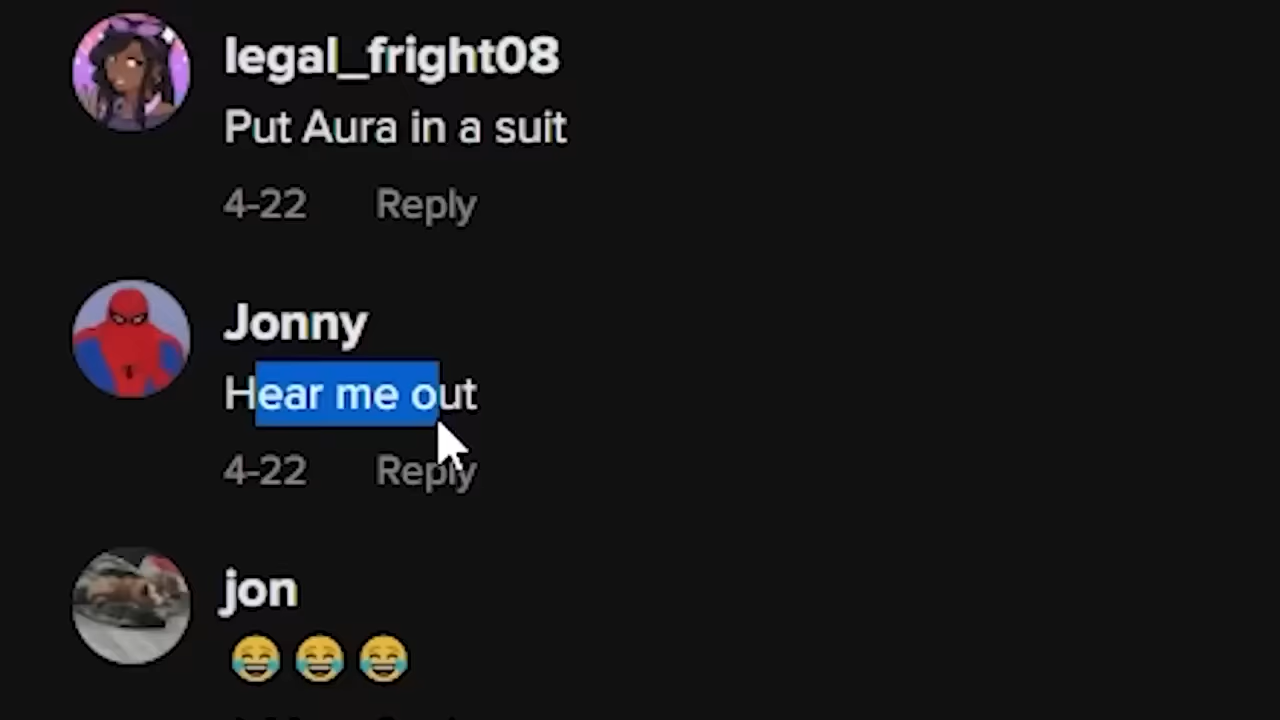 legal_fright08
Put Aura in a suit
4-22 Reply
Jonny
Hear me out
4-22 Reply
jon
😂😂😂